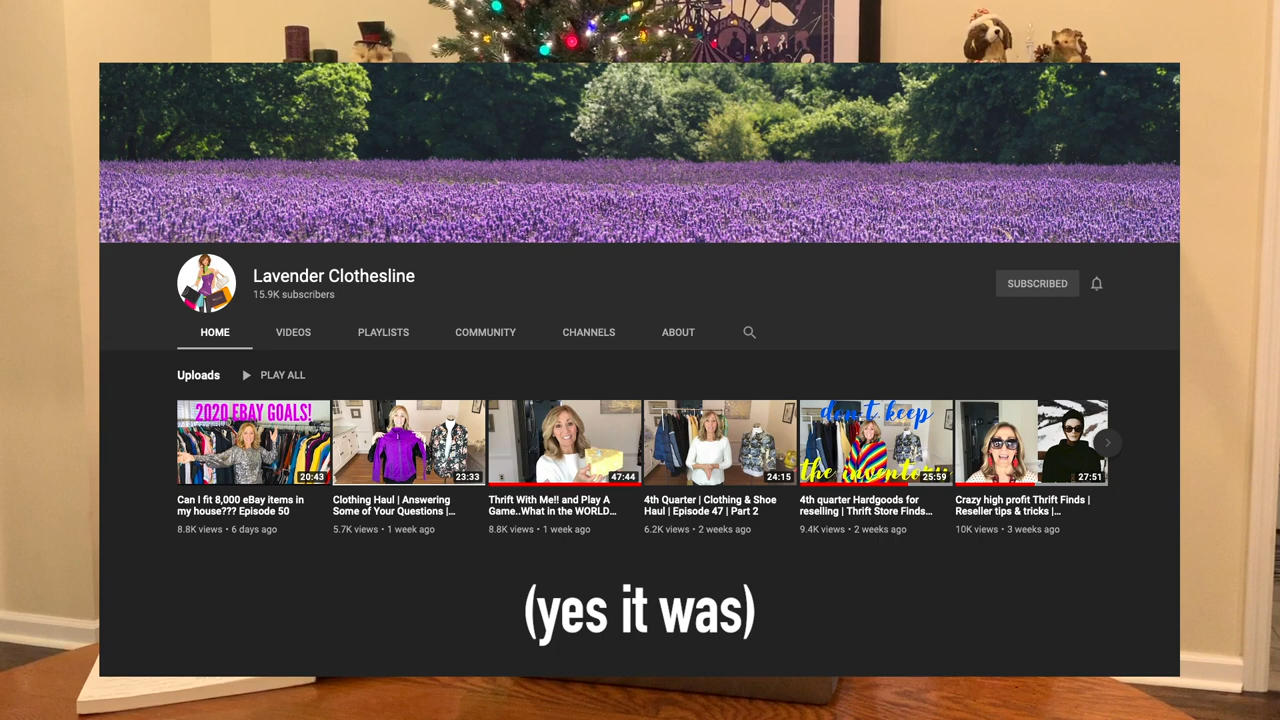 Lavender Clothesline
15.9K subscribers
SUBSCRIBED
HOME VIDEOS PLAYLISTS COMMUNITY CHANNELS ABOUT
Uploads PLAY ALL
2020 EBAY GOALS!
20:43
Can I fit 8,000 eBay items in
my house??? Episode 50
8.8K views • 6 days ago
23:33
Clothing Haul | Answering
Some of Your Questions |...
5.7K views • 1 week ago
47:44
Thrift With Me!! and Play A
Game..What in the WORLD...
8.8K views • 1 week ago
24:15
4th Quarter | Clothing & Shoe
Haul | Episode 47 | Part 2
6.2K views • 2 weeks ago
don't keep
the inventory
25:59
4th quarter Hardgoods for
reselling | Thrift Store Finds...
9.4K views • 2 weeks ago
27:51
Crazy high profit Thrift Finds |
Reseller tips & tricks |...
10K views • 3 weeks ago
(yes it was)